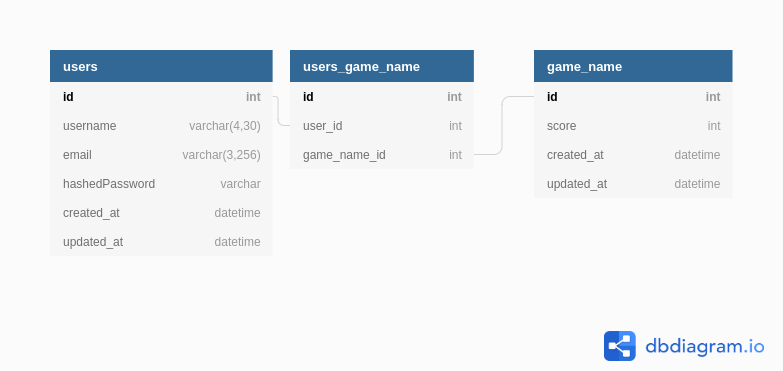 users
id int
username varchar(4,30)
email varchar(3,256)
hashedPassword varchar
created_at datetime
updated_at datetime
users_game_name
id int
user_id int
game_name_id int
game_name
id int
score int
created_at datetime
updated_at datetime
dbdiagram.io